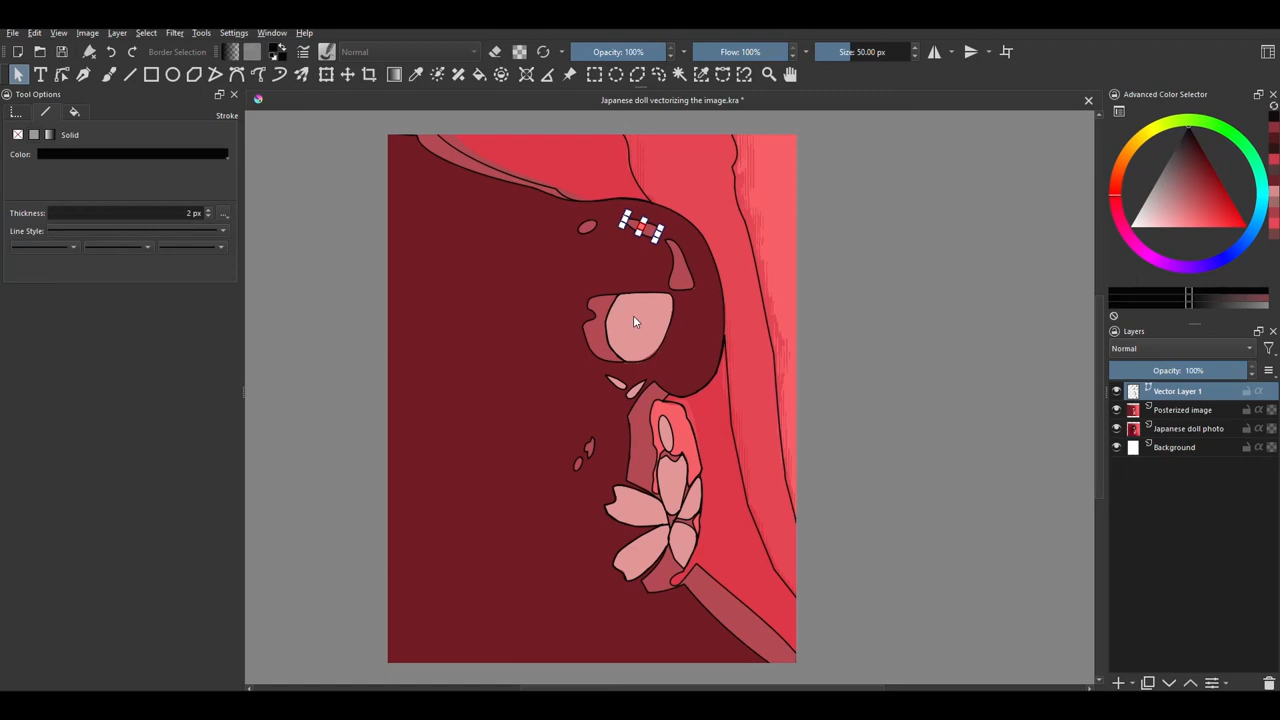 File Edit View Image Layer Select Filter Tools Settings Window Help
Border Selection
Normal
Opacity: 100%
Flow: 100%
Size: 50.00 px
Tool Options
Japanese doll vectorizing the image.kra *
Advanced Color Selector
Stroke
Solid
Color:
Thickness:
2 px
...
Line Style:
Layers
Normal
Opacity: 100%
Vector Layer 1
Posterized image
Japanese doll photo
Background